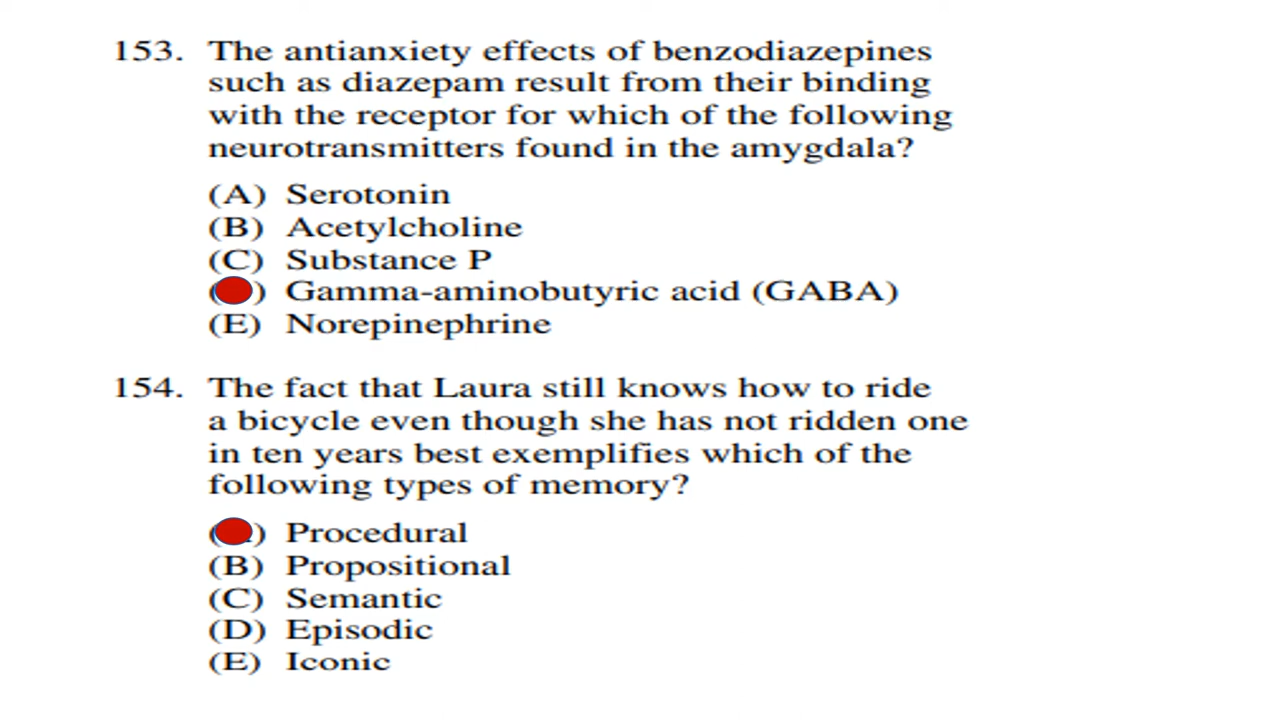 153. The antianxiety effects of benzodiazepines
such as diazepam result from their binding
with the receptor for which of the following
neurotransmitters found in the amygdala?
(A) Serotonin
(B) Acetylcholine
(C) Substance P
( ) Gamma-aminobutyric acid (GABA)
(E) Norepinephrine
154. The fact that Laura still knows how to ride
a bicycle even though she has not ridden one
in ten years best exemplifies which of the
following types of memory?
( ) Procedural
(B) Propositional
(C) Semantic
(D) Episodic
(E) Iconic